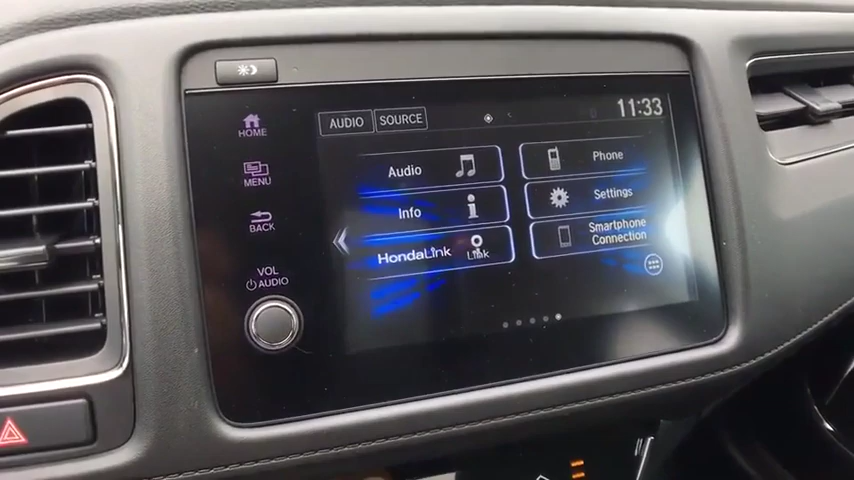 AUDIO SOURCE 11:33
HOME
MENU
BACK
VOL
AUDIO
Audio
Phone
Info
Settings
HondaLink
Link
Smartphone
Connection